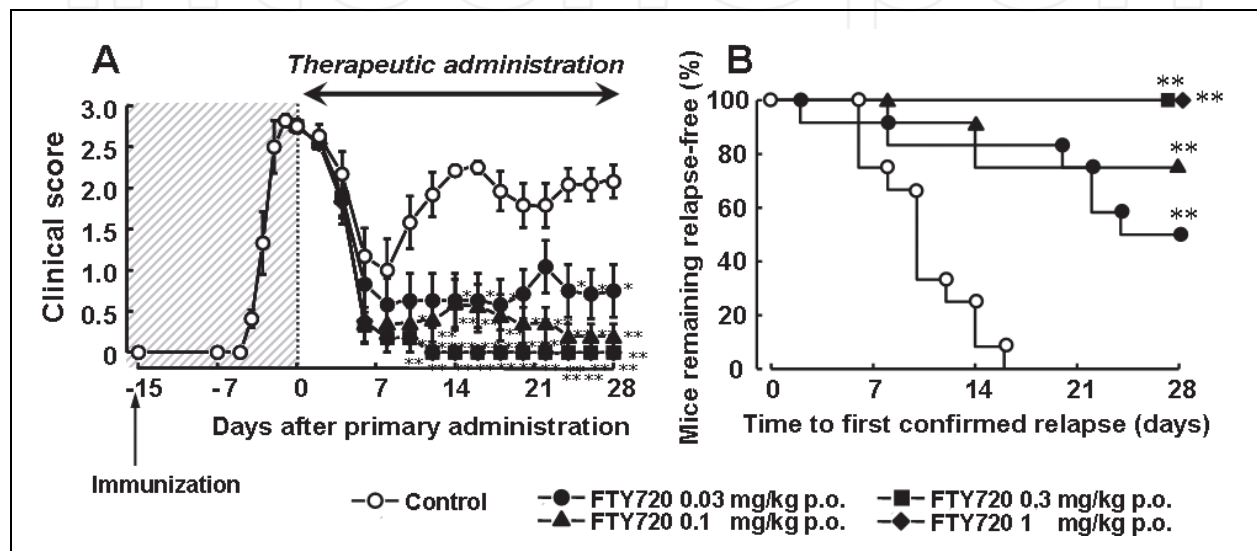 A
B
Therapeutic administration
Clinical score
3.0
2.5
2.0
1.5
1.0
0.5
0
-15
-7
0
7
14
21
28
Days after primary administration
Immunization
Mice remaining relapse-free (%)
100
80
60
40
20
0
0
7
14
21
28
**
**
**
**
Time to first confirmed relapse (days)
Control
FTY720 0.03 mg/kg p.o.
FTY720 0.1 mg/kg p.o.
FTY720 0.3 mg/kg p.o.
FTY720 1 mg/kg p.o.